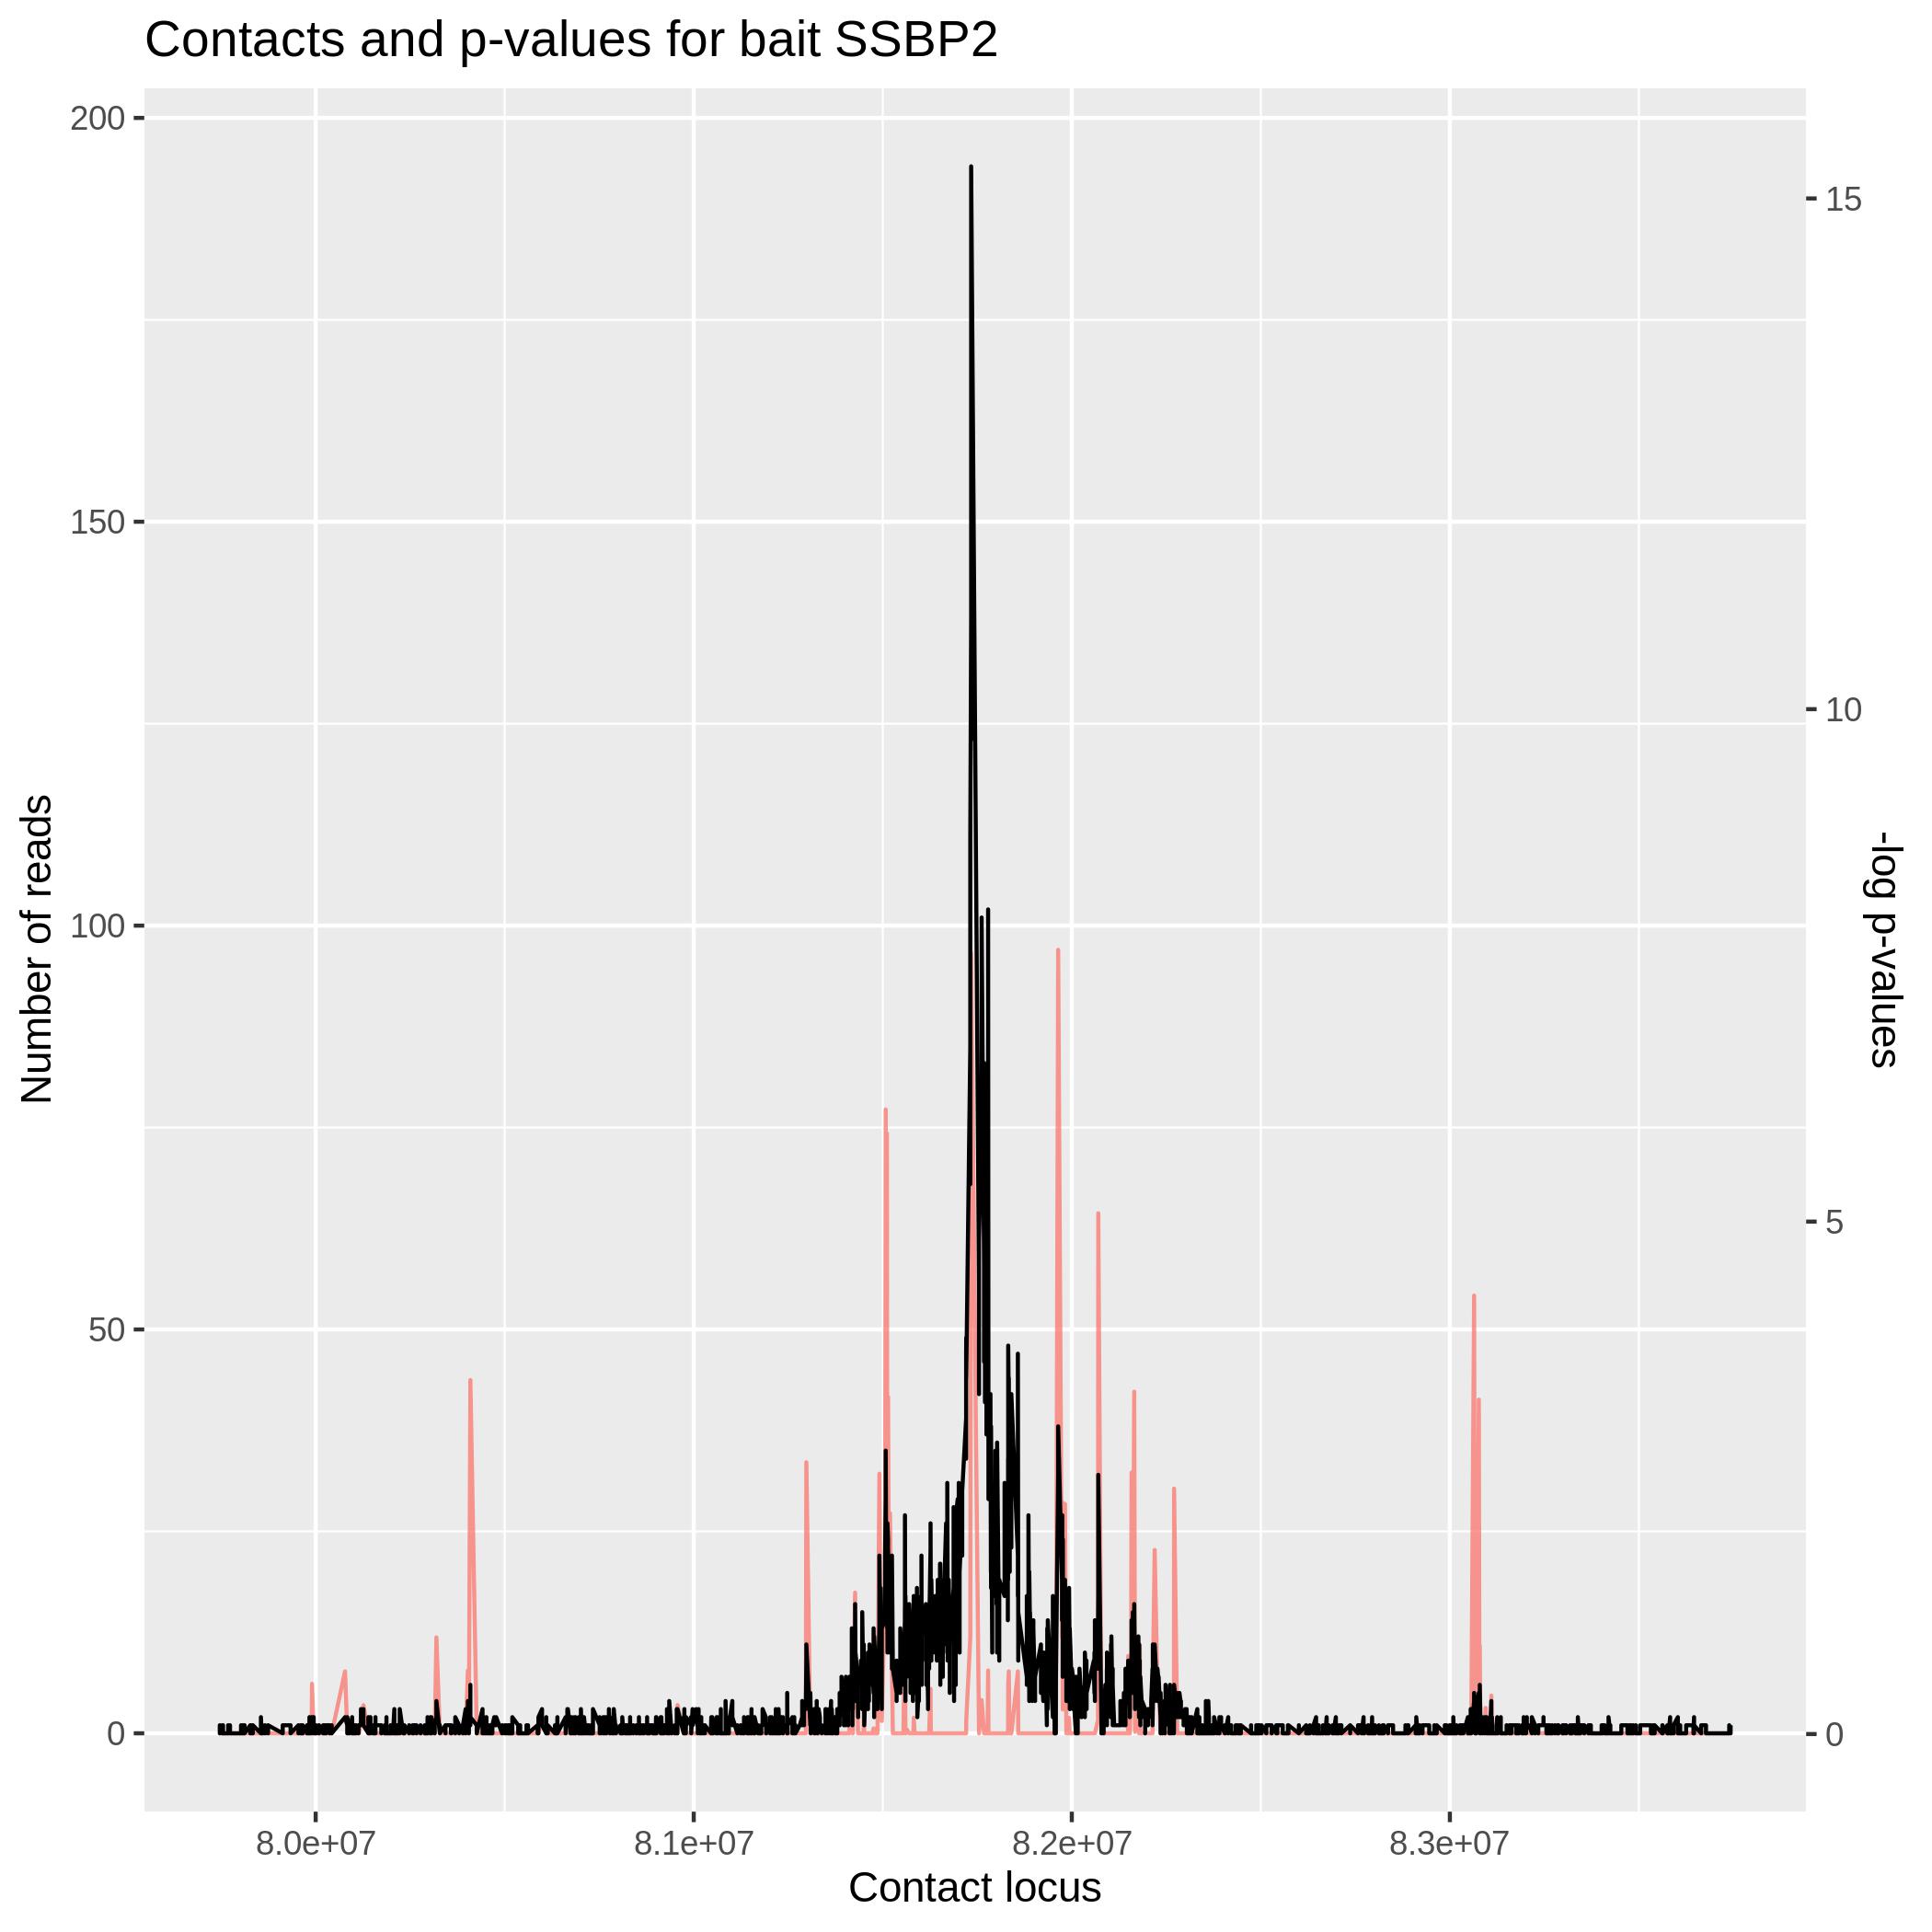 Contacts and p-values for bait SSBP2
200
150
100
50
0
Number of reads
15
10
5
0
-log p-values
8.0e+07
8.1e+07
8.2e+07
8.3e+07
Contact locus